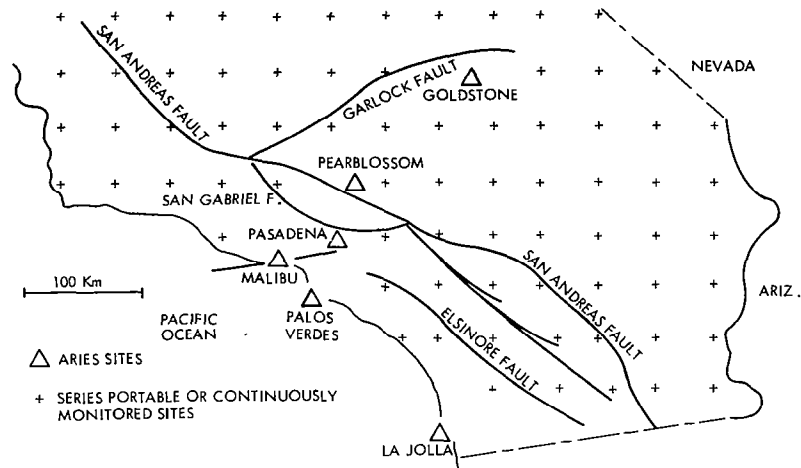 SAN ANDREAS FAULT
NEVADA
GARLOCK FAULT
GOLDSTONE
PEARBLOSSOM
SAN GABRIEL F.
PASADENA
MALIBU
100 Km
SAN ANDREAS FAULT
ARIZ.
PACIFIC
OCEAN
PALOS
VERDES
ELSINORE FAULT
ARIES SITES
+ SERIES PORTABLE OR CONTINUOUSLY
MONITORED SITES
LA JOLLA